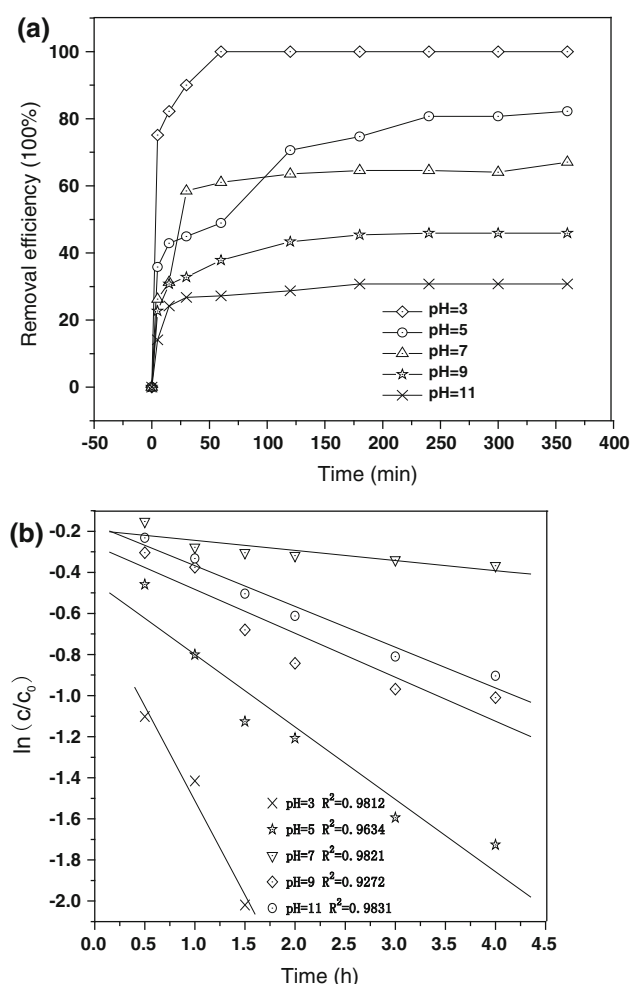 (a)
100
80
60
40
20
0
Removal efficiency (100%)
pH=3
pH=5
pH=7
pH=9
pH=11
-50 0 50 100 150 200 250 300 350 400
Time (min)
(b)
-0.2
-0.4
-0.6
-0.8
-1.0
-1.2
-1.4
-1.6
-1.8
-2.0
ln (c/c₀)
pH=3 R²=0.9812
pH=5 R²=0.9634
pH=7 R²=0.9821
pH=9 R²=0.9272
pH=11 R²=0.9831
0.0 0.5 1.0 1.5 2.0 2.5 3.0 3.5 4.0 4.5
Time (h)